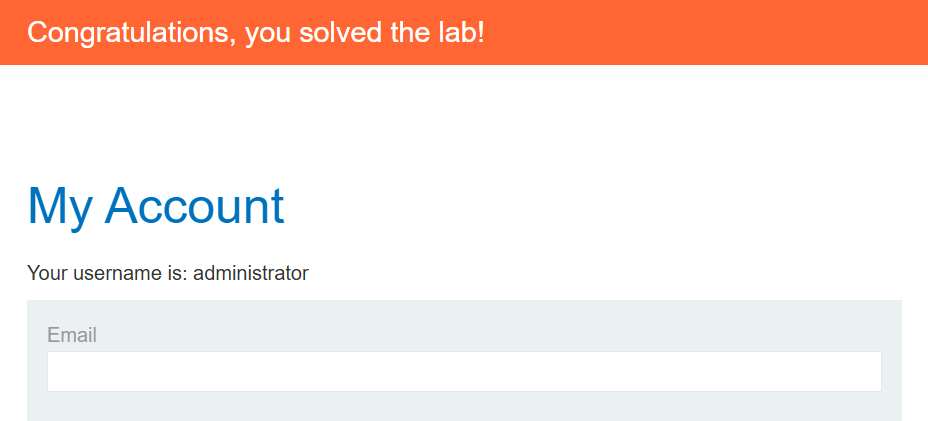 Congratulations, you solved the lab!
My Account
Your username is: administrator
Email